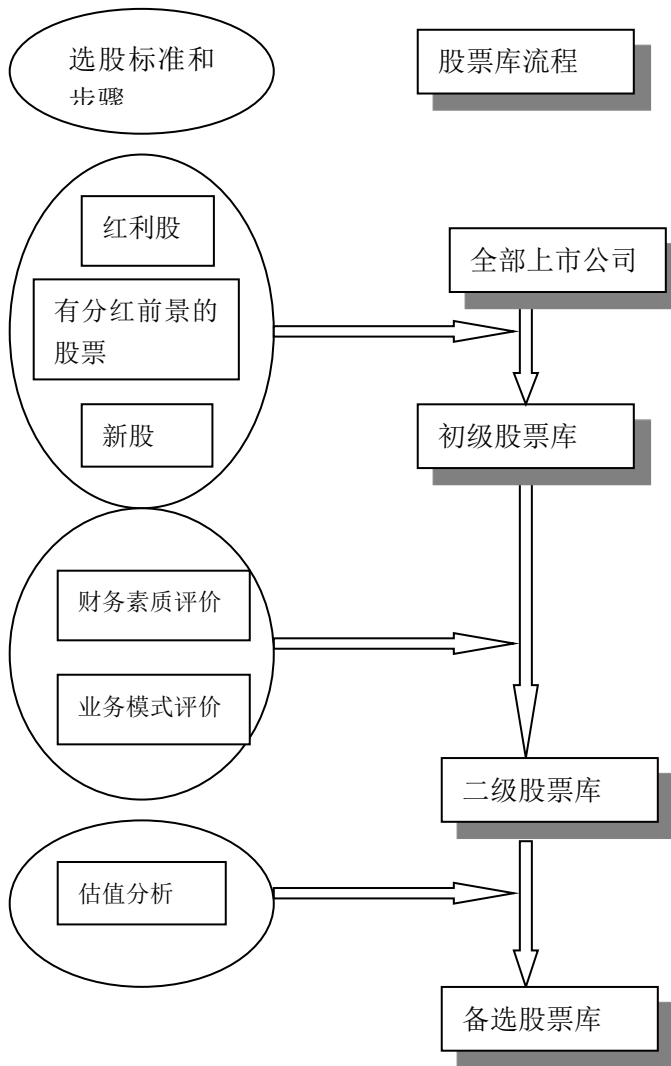 选股标准和
步骤
股票库流程
红利股
全部上市公司
有分红前景的
股票
新股
初级股票库
财务素质评价
业务模式评价
二级股票库
估值分析
备选股票库